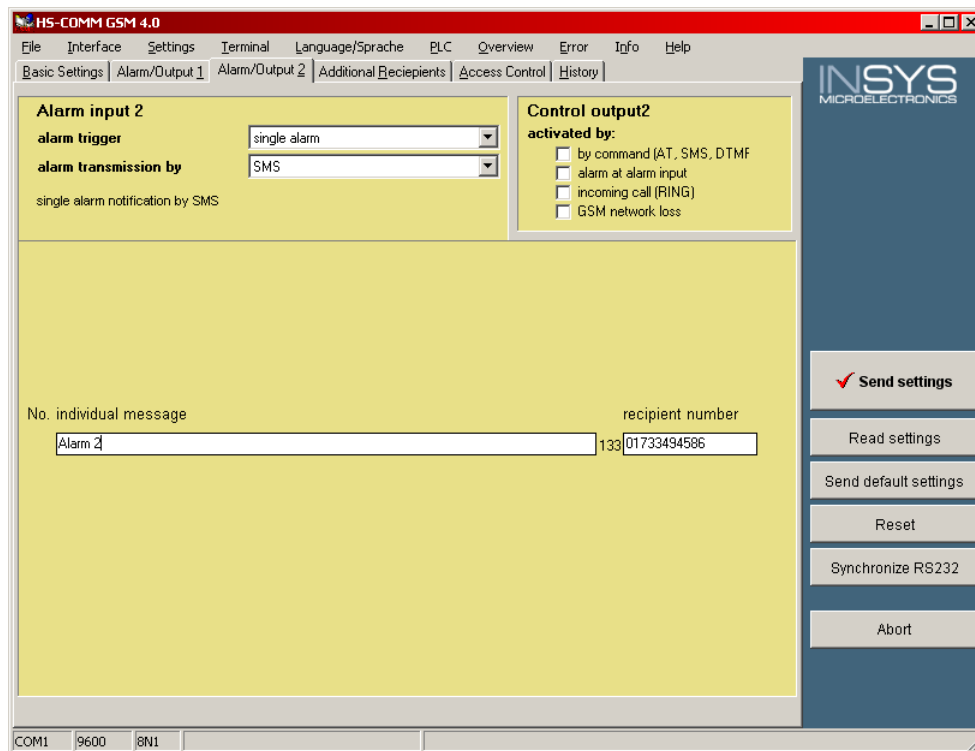 HS-COMM GSM 4.0
File Interface Settings Terminal Language/Sprache PLC Overview Error Info Help
Basic Settings Alarm/Output 1 Alarm/Output 2 Additional Reciepients Access Control History
INSYS
MICROELECTRONICS
Alarm input 2
alarm trigger single alarm
alarm transmission by SMS
single alarm notification by SMS
Control output2
activated by:
by command (AT, SMS, DTMF
alarm at alarm input
incoming call (RING)
GSM network loss
No. individual message recipient number
Alarm 2 133 01733494586
Send settings
Read settings
Send default settings
Reset
Synchronize RS232
Abort
COM1 9600 8N1